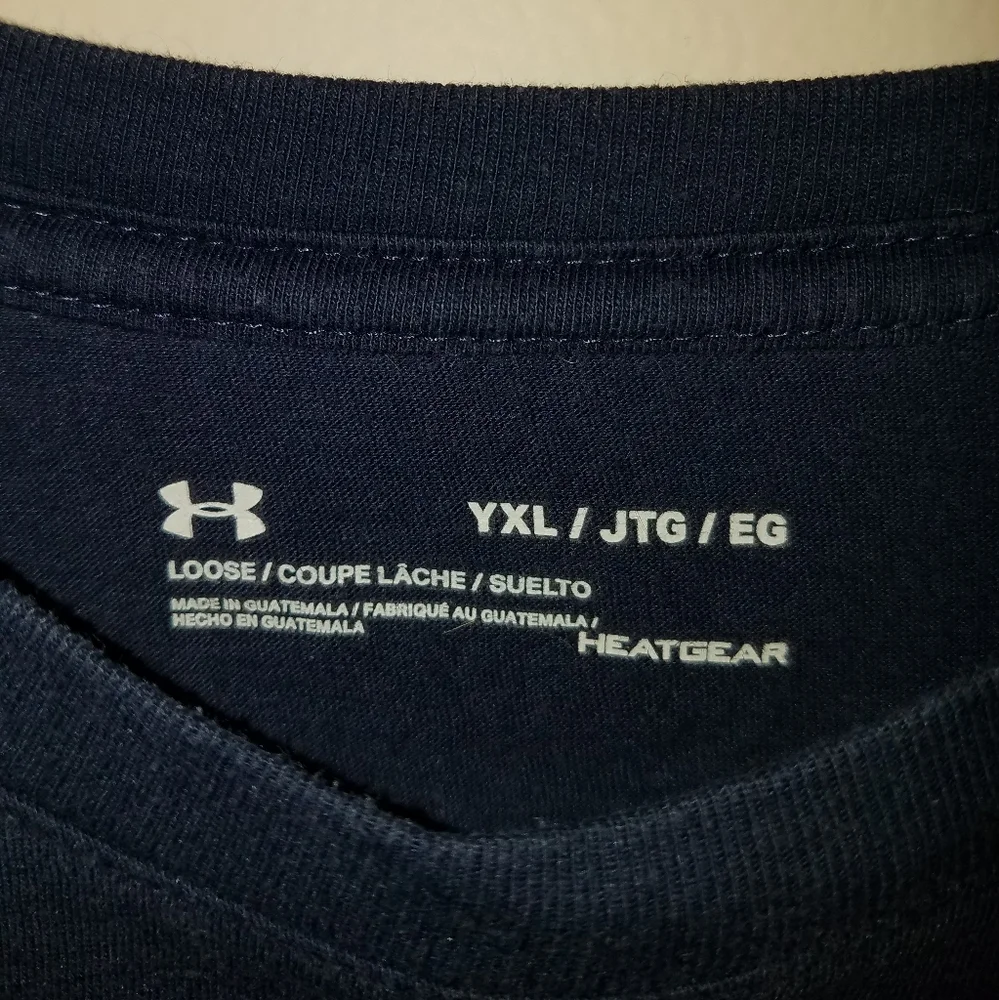 YXL / JTG / EG
LOOSE / COUPE LÂCHE / SUELTO
MADE IN GUATEMALA / FABRIQUÉ AU GUATEMALA /
HECHO EN GUATEMALA
HEATGEAR